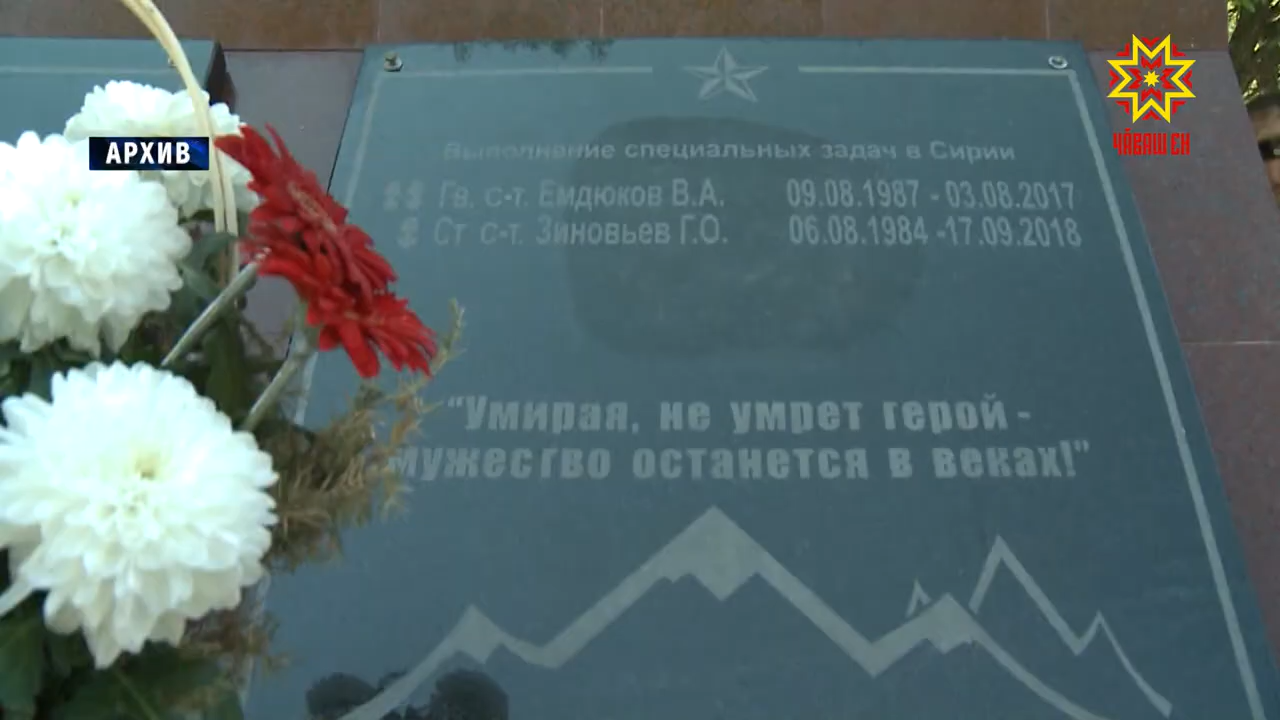 АРХИВ
ЧӐВАШ ЕН
Выполнение специальных задач в Сирии
Гв. с-т. Емдюков В.А. 09.08.1987 - 03.08.2017
Ст с-т. Зиновьев Г.О. 06.08.1984 -17.09.2018
“Умирая, не умрет герой -
мужество останется в веках!”